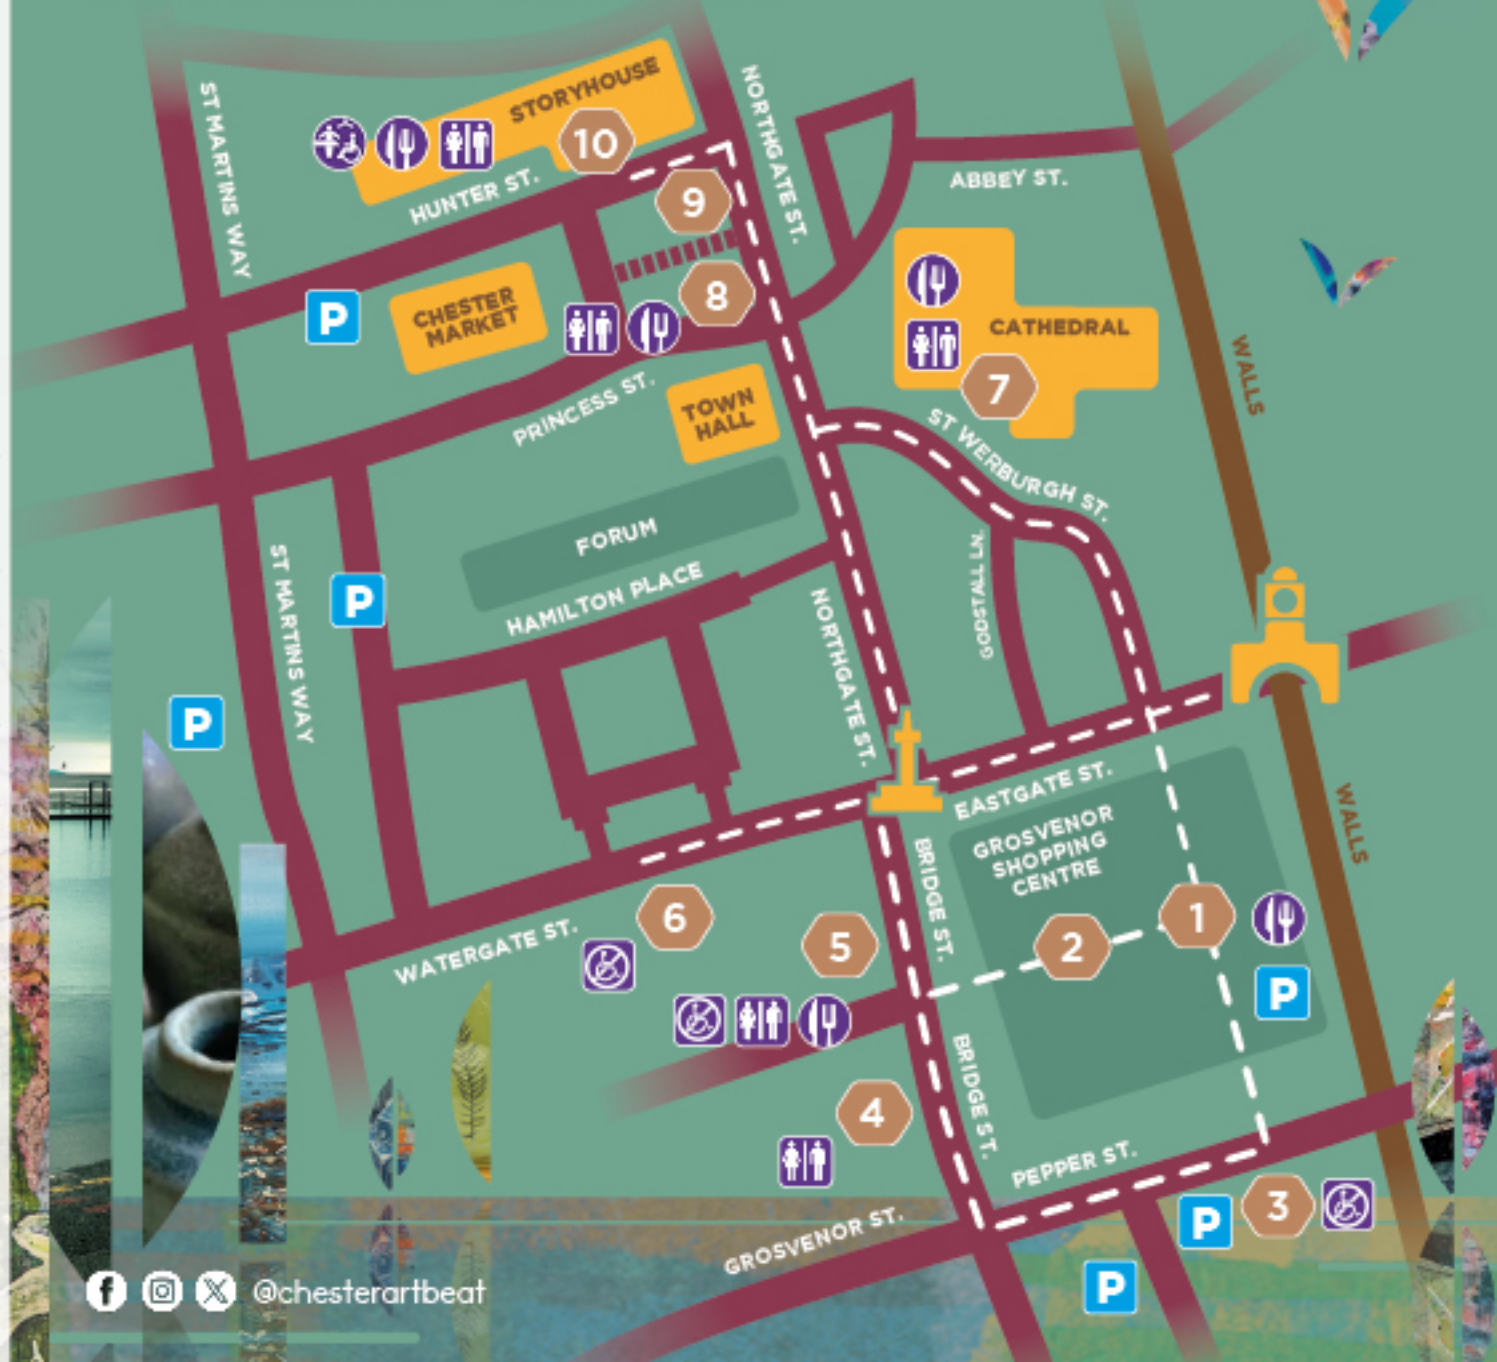 STORYHOUSE
10
ST MARTINS WAY
HUNTER ST.
NORTHGATE ST.
9
ABBEY ST.
P
CHESTER
MARKET
8
CATHEDRAL
7
WALLS
PRINCESS ST.
TOWN
HALL
ST WERBURGH ST.
FORUM
HAMILTON PLACE
GODSTALL LN.
P
ST MARTINS WAY
NORTHGATE ST.
P
EASTGATE ST.
GROSVENOR
SHOPPING
CENTRE
WALLS
BRIDGE ST.
6
5
2
1
WATERGATE ST.
P
BRIDGE ST.
4
PEPPER ST.
P
3
GROSVENOR ST.
P
f
X
@chesterartbeat